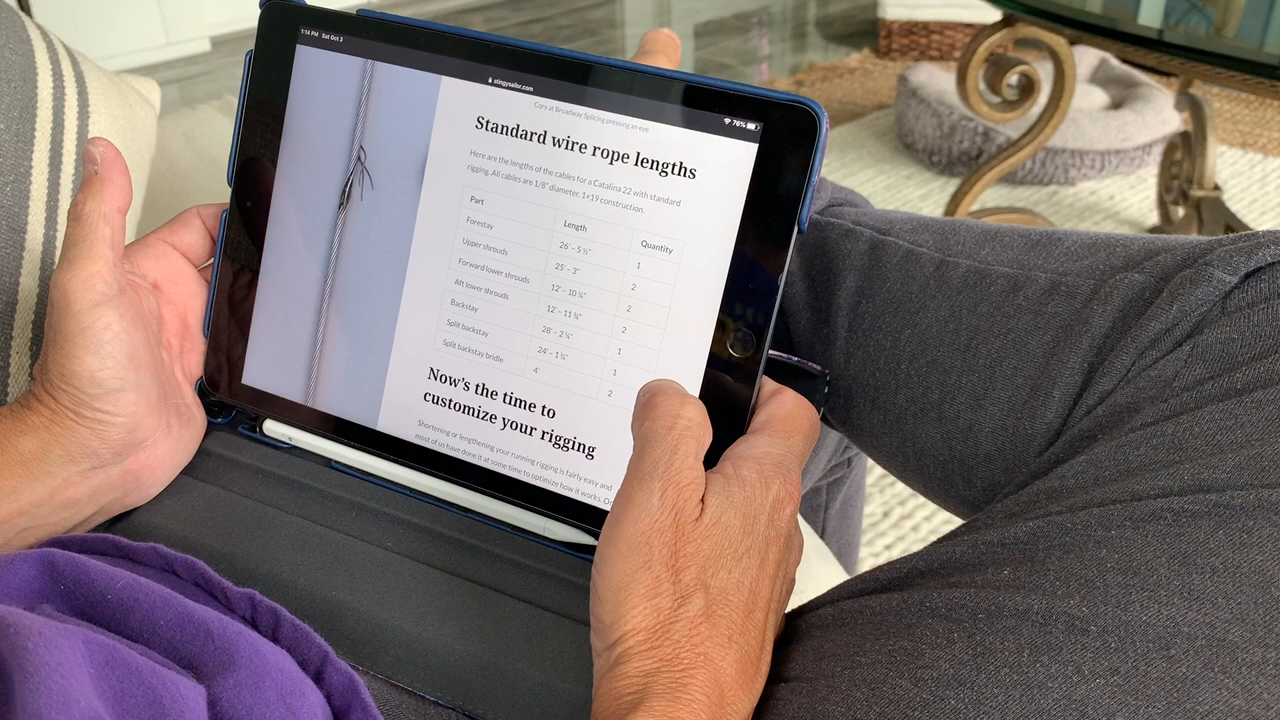 1:14 PM Sat Oct 3
stingysailor.com
76%
Cory at Broadway Splicing pressing an eye
Standard wire rope lengths
Here are the lengths of the cables for a Catalina 22 with standard
rigging. All cables are 1/8" diameter, 1×19 construction.
Part Length Quantity
Forestay 26' – 5 ½" 1
Upper shrouds 25' – 3" 2
Forward lower shrouds 12' – 10 ¾" 2
Aft lower shrouds 12' – 11 ¾" 2
Backstay 28' – 2 ¾" 1
Split backstay 24' – 1 ¾" 1
Split backstay bridle 4' 2
Now's the time to
customize your rigging
Shortening or lengthening your running rigging is fairly easy and
most of us have done it at some time to optimize how it works. On